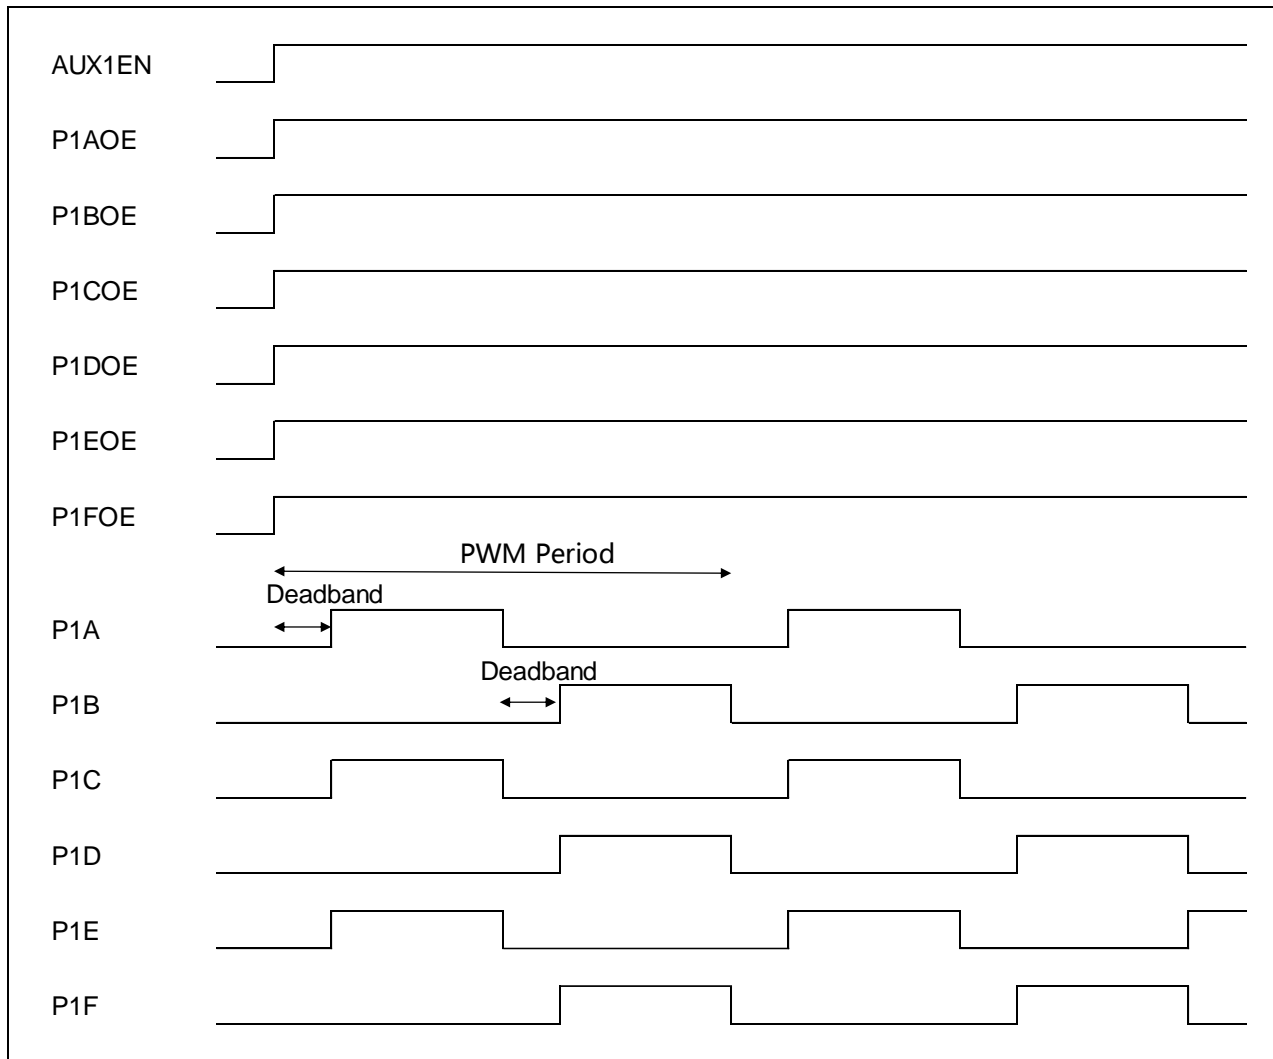 AUX1EN
P1AOE
P1BOE
P1COE
P1DOE
P1EOE
P1FOE
PWM Period
Deadband
P1A
Deadband
P1B
P1C
P1D
P1E
P1F